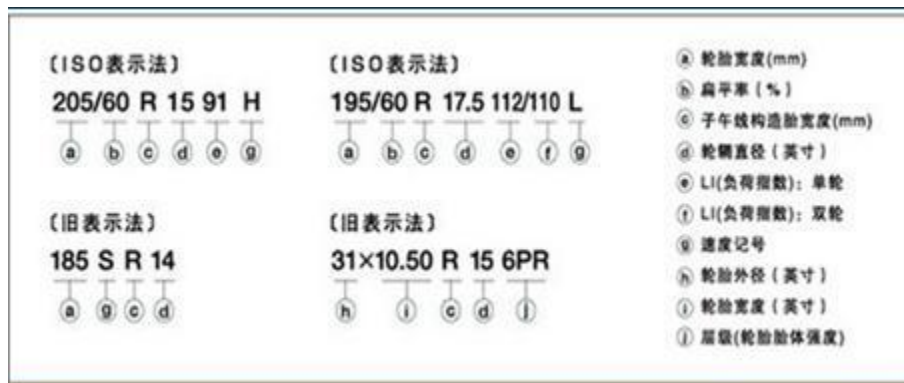 〔ISO表示法〕
205/60 R 15 91 H
ⓐ ⓑ ⓒ ⓓ ⓔ ⓖ
〔ISO表示法〕
195/60 R 17.5 112/110 L
ⓐ ⓑ ⓒ ⓓ ⓔ ⓕ ⓖ
〔旧表示法〕
185 S R 14
ⓐ ⓖ ⓒ ⓓ
〔旧表示法〕
31×10.50 R 15 6PR
ⓗ ⓘ ⓒ ⓓ ⓙ
ⓐ 轮胎宽度(mm)
ⓑ 扁平率(%)
ⓒ 子午线构造胎宽度(mm)
ⓓ 轮辋直径(英寸)
ⓔ LI(负荷指数): 单轮
ⓕ LI(负荷指数): 双轮
ⓖ 速度记号
ⓗ 轮胎外径(英寸)
ⓘ 轮胎宽度(英寸)
ⓙ 层级(轮胎胎体强度)